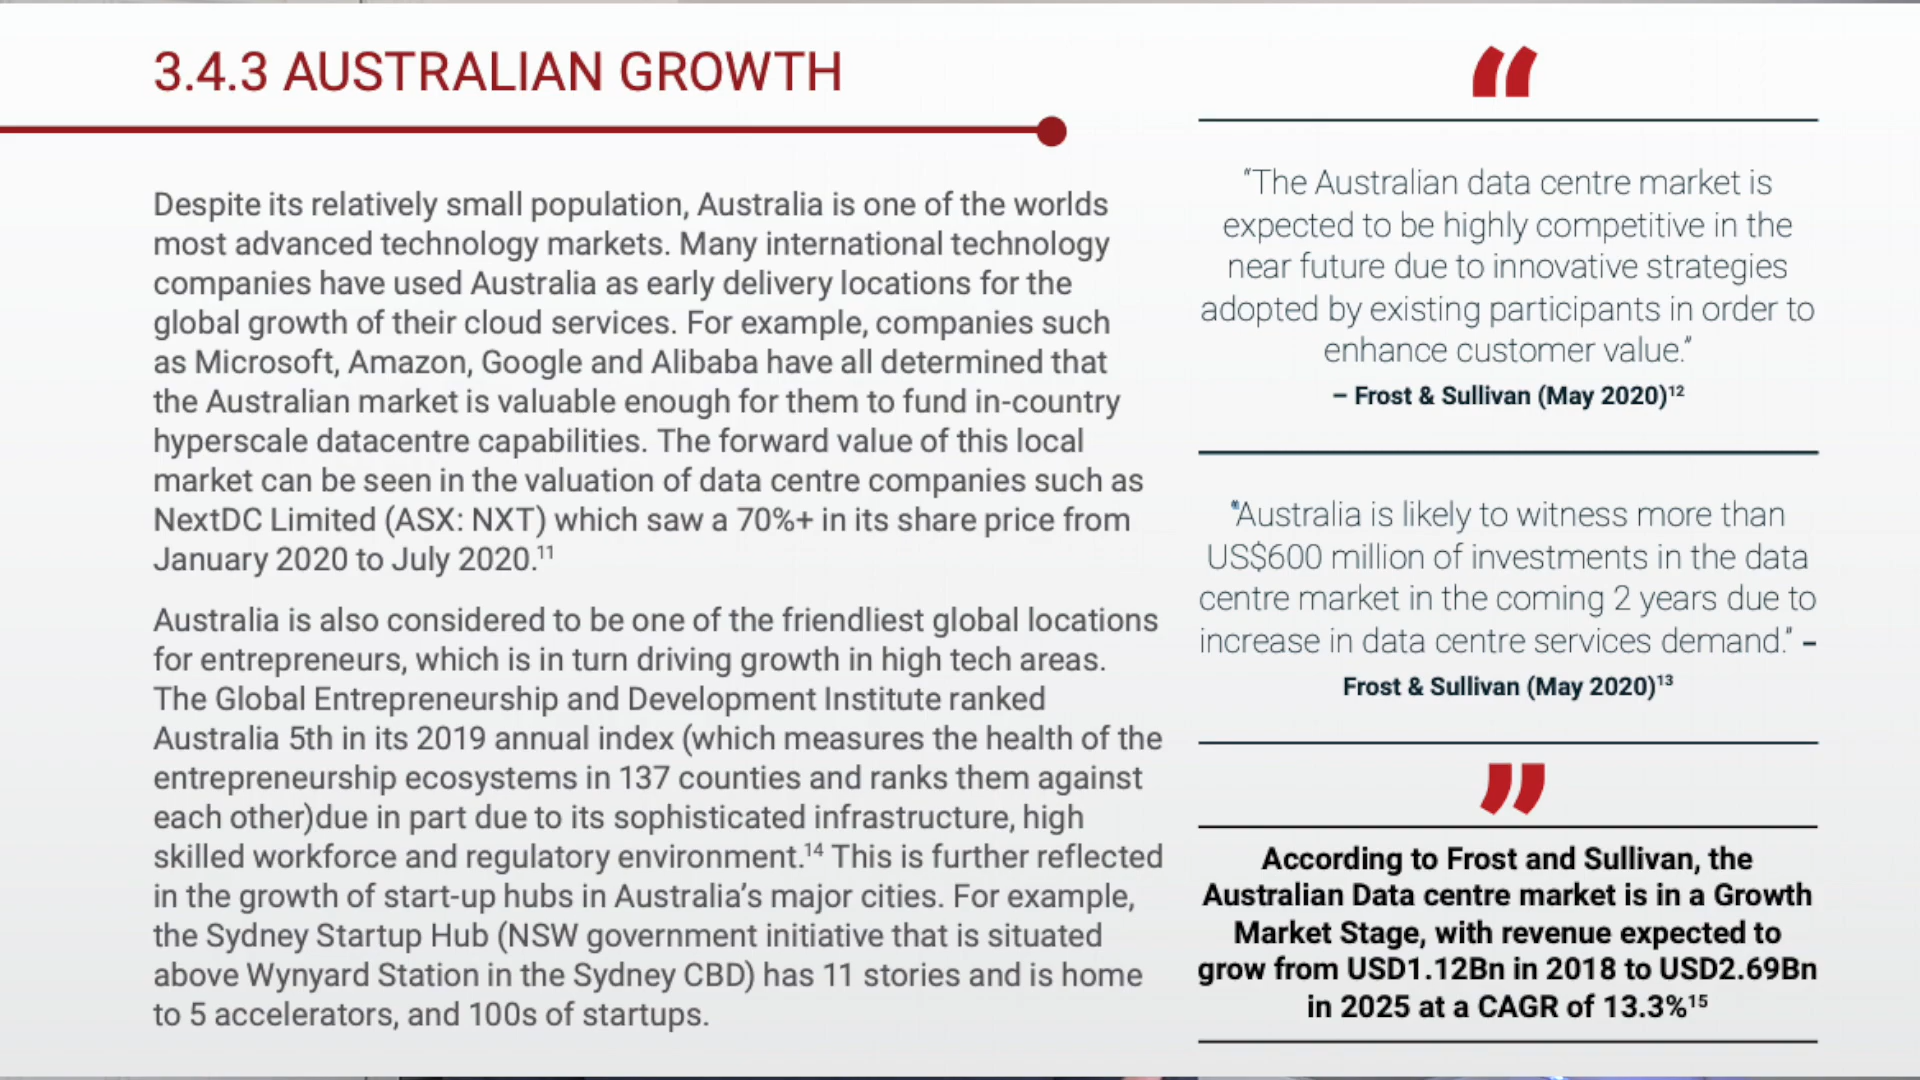 3.4.3 AUSTRALIAN GROWTH
Despite its relatively small population, Australia is one of the worlds
most advanced technology markets. Many international technology
companies have used Australia as early delivery locations for the
global growth of their cloud services. For example, companies such
as Microsoft, Amazon, Google and Alibaba have all determined that
the Australian market is valuable enough for them to fund in-country
hyperscale datacentre capabilities. The forward value of this local
market can be seen in the valuation of data centre companies such as
NextDC Limited (ASX: NXT) which saw a 70%+ in its share price from
January 2020 to July 2020.¹¹
Australia is also considered to be one of the friendliest global locations
for entrepreneurs, which is in turn driving growth in high tech areas.
The Global Entrepreneurship and Development Institute ranked
Australia 5th in its 2019 annual index (which measures the health of the
entrepreneurship ecosystems in 137 counties and ranks them against
each other)due in part due to its sophisticated infrastructure, high
skilled workforce and regulatory environment.¹⁴ This is further reflected
in the growth of start-up hubs in Australia’s major cities. For example,
the Sydney Startup Hub (NSW government initiative that is situated
above Wynyard Station in the Sydney CBD) has 11 stories and is home
to 5 accelerators, and 100s of startups.
“
“The Australian data centre market is
expected to be highly competitive in the
near future due to innovative strategies
adopted by existing participants in order to
enhance customer value.”
– Frost & Sullivan (May 2020)¹²
“Australia is likely to witness more than
US$600 million of investments in the data
centre market in the coming 2 years due to
increase in data centre services demand.” –
Frost & Sullivan (May 2020)¹³
”
According to Frost and Sullivan, the
Australian Data centre market is in a Growth
Market Stage, with revenue expected to
grow from USD1.12Bn in 2018 to USD2.69Bn
in 2025 at a CAGR of 13.3%¹⁵